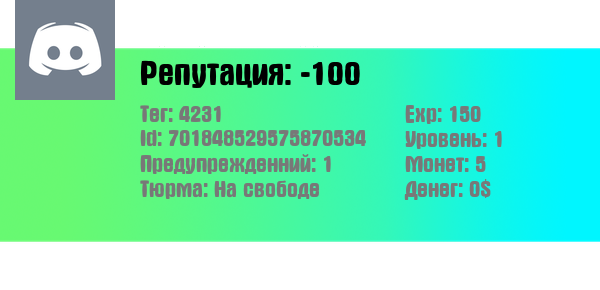 Репутация: -100
Тег: 4231
Id: 701848529575870534
Предупрежденний: 1
Тюрма: На свободе
Exp: 150
Уровень: 1
Монет: 5
Денег: 0$